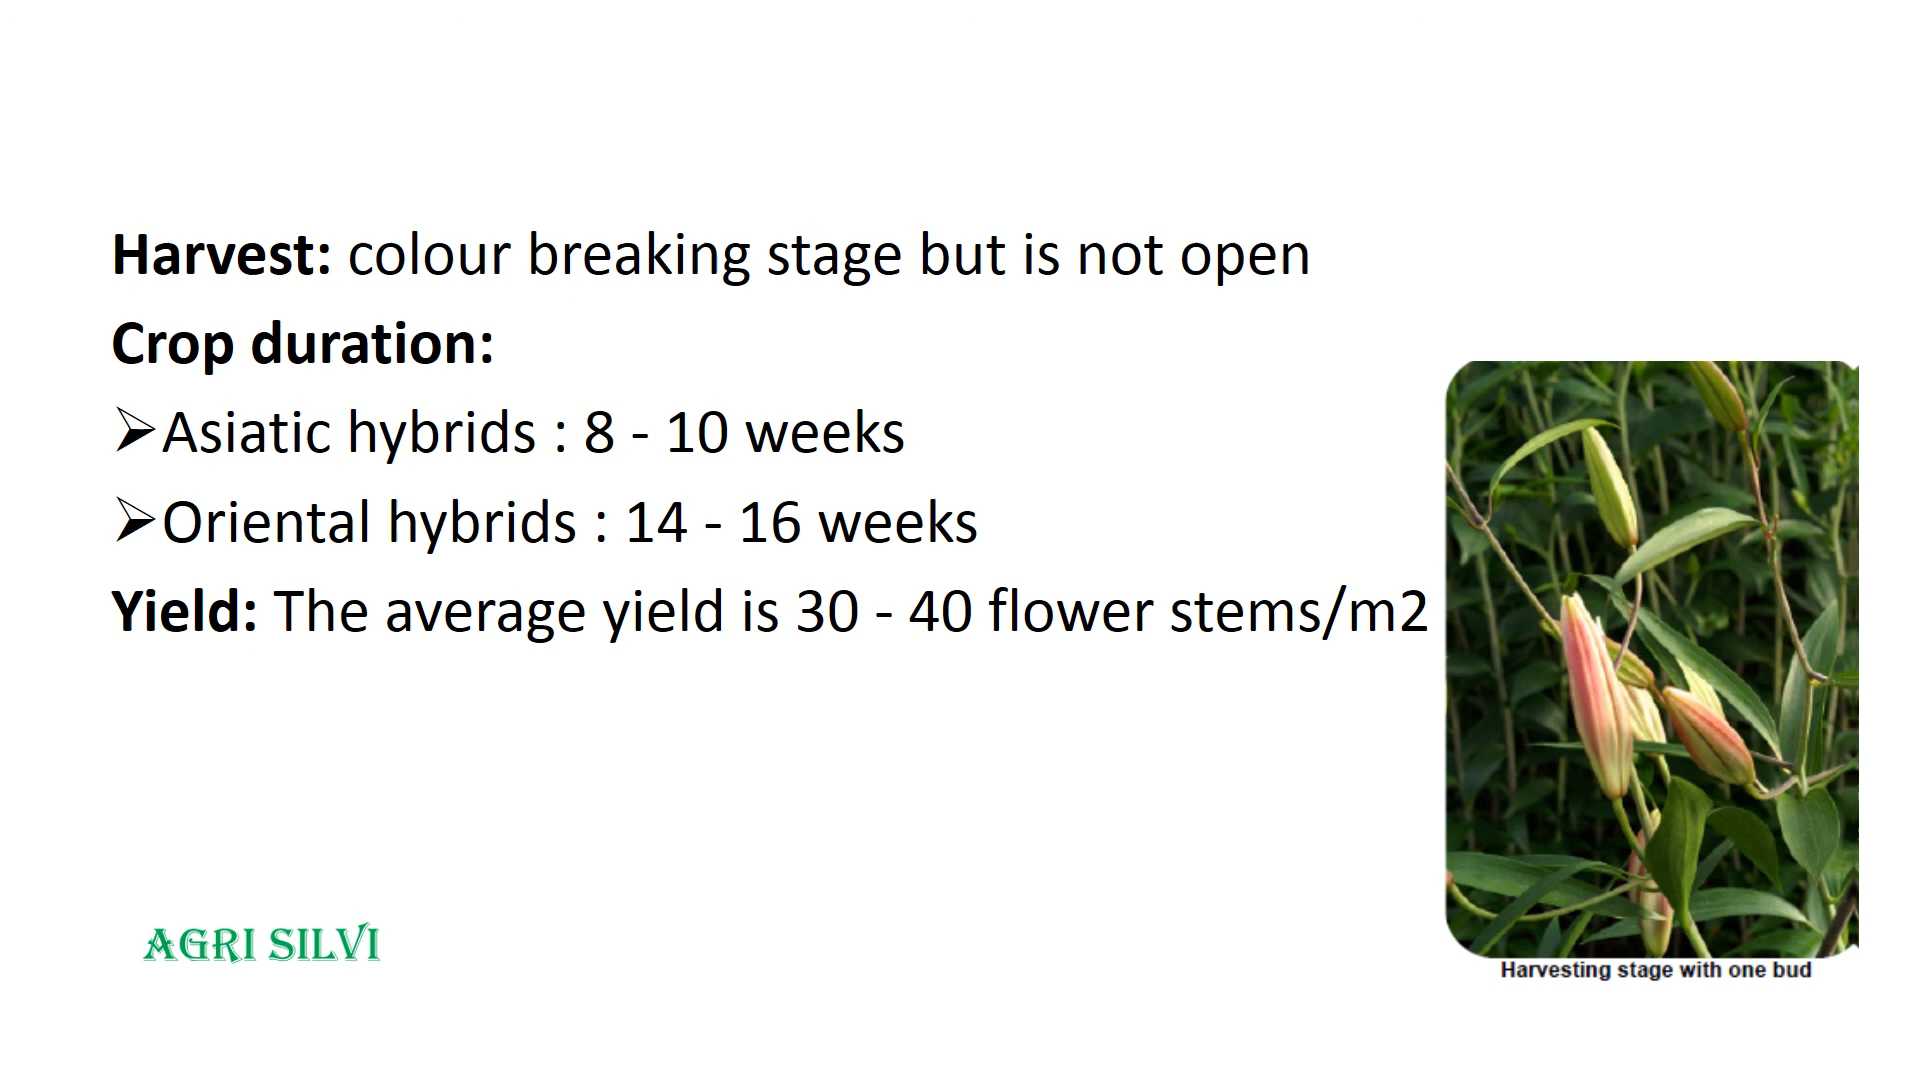 Harvest: colour breaking stage but is not open
Crop duration:
➢Asiatic hybrids : 8 - 10 weeks
➢Oriental hybrids : 14 - 16 weeks
Yield: The average yield is 30 - 40 flower stems/m2
AGRI SILVI
Harvesting stage with one bud